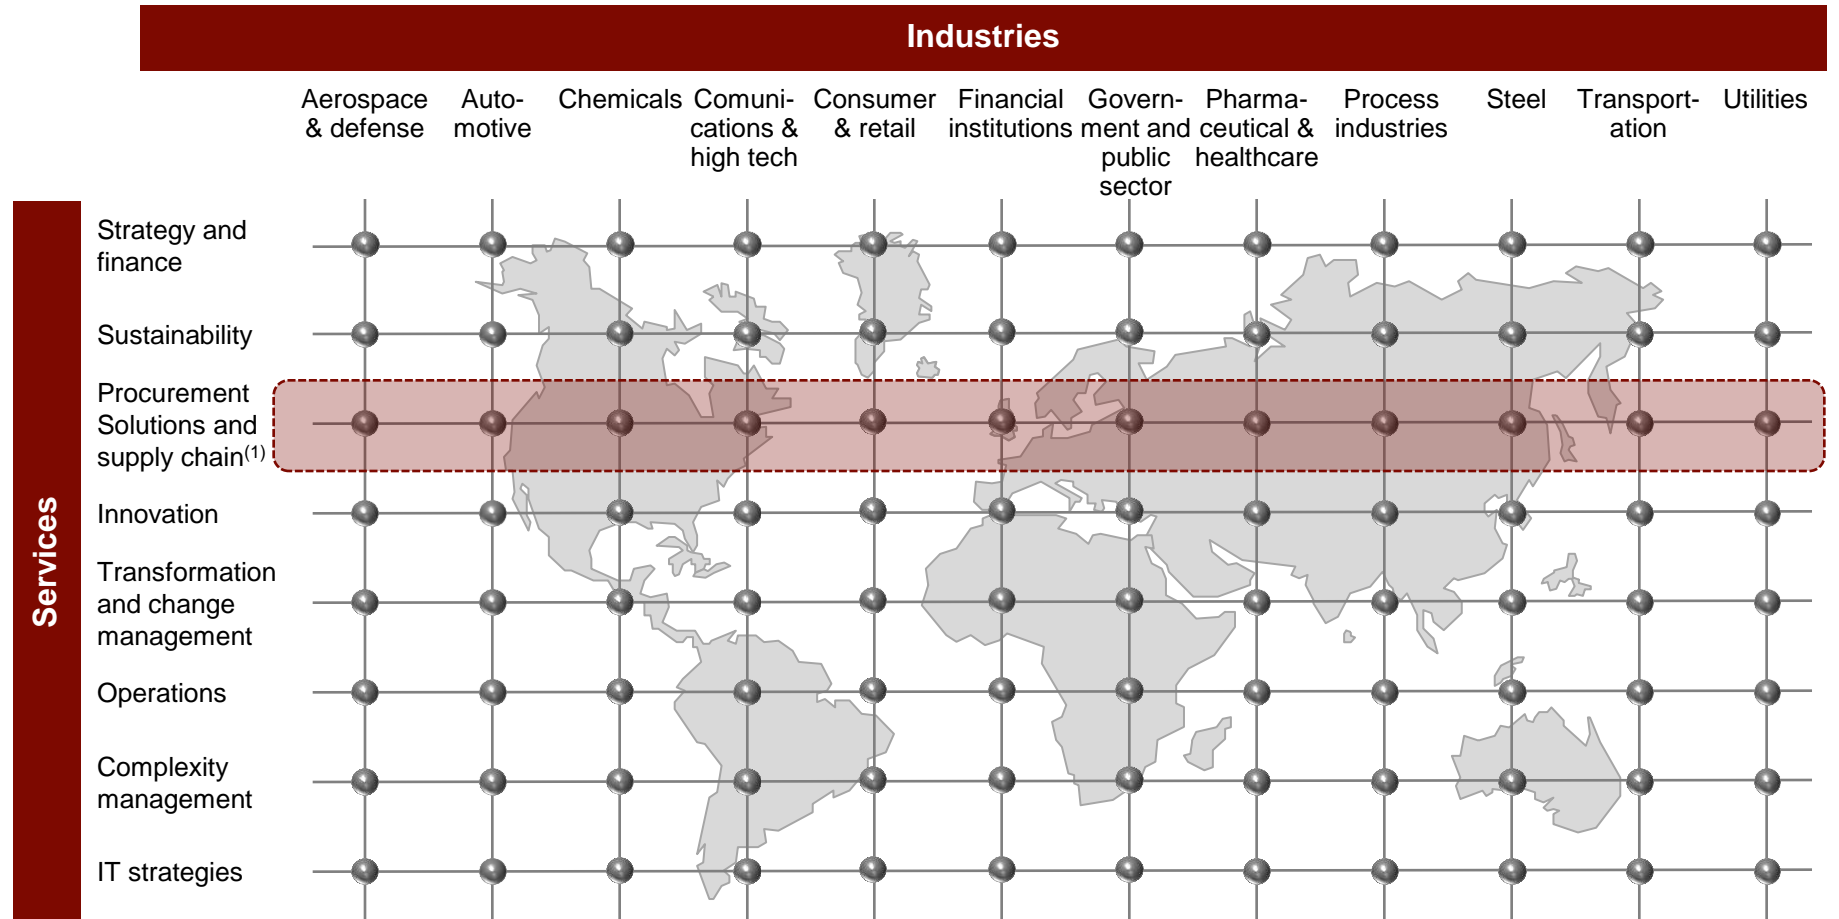 Industries
Aerospace
& defense
Auto-
motive
Chemicals
Comuni-
cations &
high tech
Consumer
& retail
Financial
institutions
Govern-
ment and
public
sector
Pharma-
ceutical &
healthcare
Process
industries
Steel
Transport-
ation
Utilities
Services
Strategy and
finance
Sustainability
Procurement
Solutions and
supply chain(1)
Innovation
Transformation
and change
management
Operations
Complexity
management
IT strategies